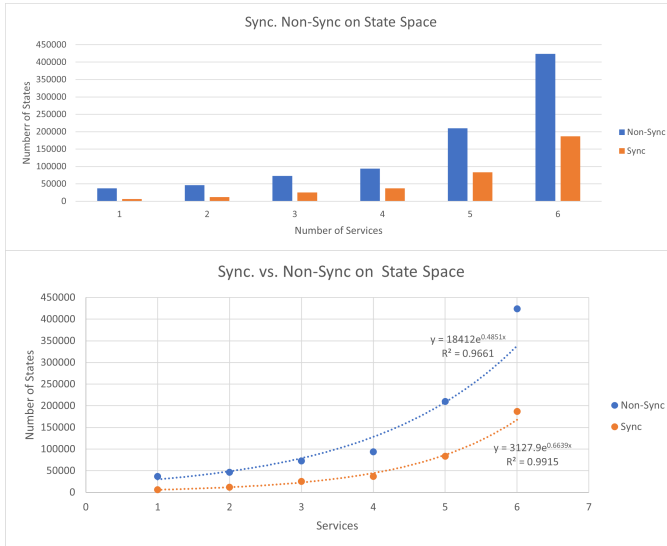 Sync. Non-Sync on State Space
450000
400000
350000
300000
250000
200000
150000
100000
50000
0
Numberr of States
1 2 3 4 5 6
Number of Services
Non-Sync
Sync
Sync. vs. Non-Sync on State Space
450000
400000
350000
300000
250000
200000
150000
100000
50000
0
Number of States
y = 18412e^0.4851x
R² = 0.9661
y = 3127.9e^0.6639x
R² = 0.9915
0 1 2 3 4 5 6 7
Services
Non-Sync
Sync